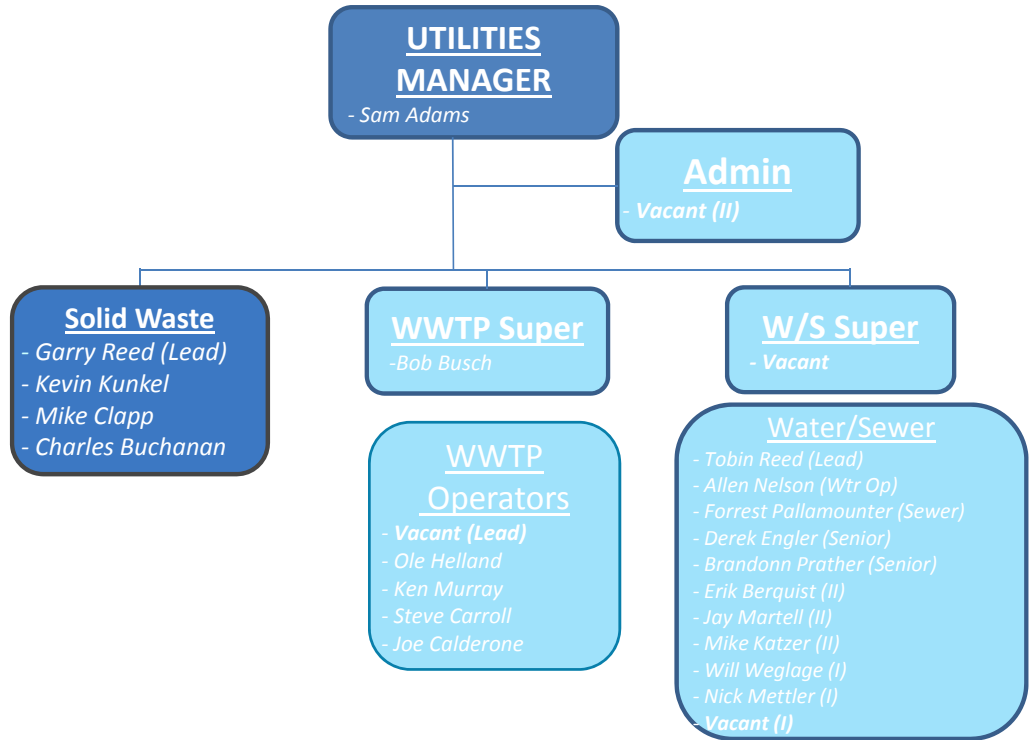 UTILITIES
MANAGER
- Sam Adams
Admin
- Vacant (II)
Solid Waste
- Garry Reed (Lead)
- Kevin Kunkel
- Mike Clapp
- Charles Buchanan
WWTP Super
-Bob Busch
W/S Super
- Vacant
WWTP
Operators
- Vacant (Lead)
- Ole Helland
- Ken Murray
- Steve Carroll
- Joe Calderone
Water/Sewer
- Tobin Reed (Lead)
- Allen Nelson (Wtr Op)
- Forrest Pallamounter (Sewer)
- Derek Engler (Senior)
- Brandonn Prather (Senior)
- Erik Berquist (II)
- Jay Martell (II)
- Mike Katzer (II)
- Will Weglage (I)
- Nick Mettler (I)
- Vacant (I)